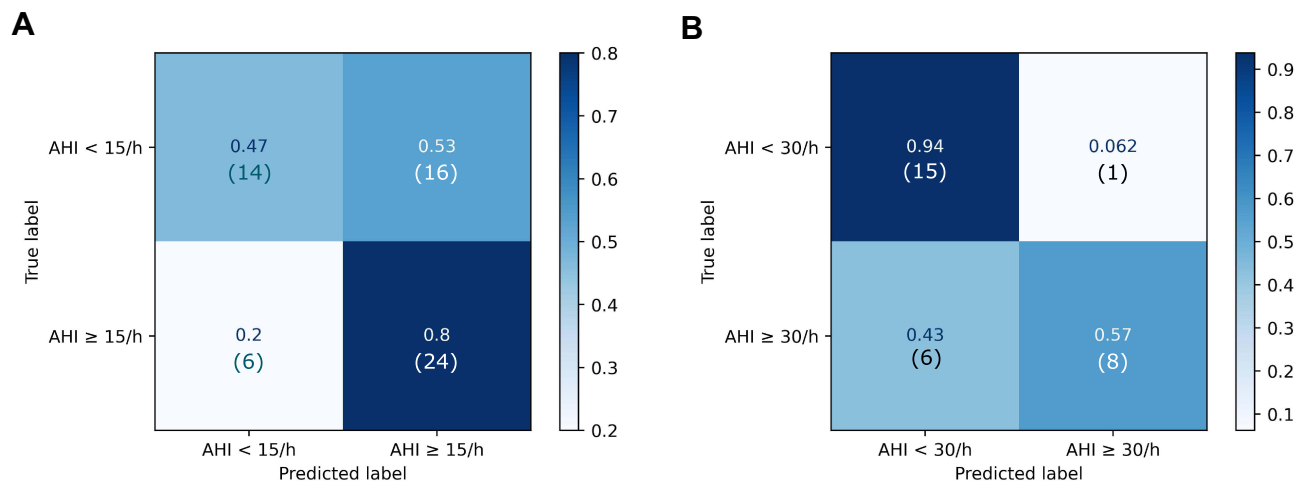 A
True label
AHI < 15/h
AHI ≥ 15/h
0.47
(14)
0.53
(16)
0.2
(6)
0.8
(24)
AHI < 15/h
AHI ≥ 15/h
Predicted label
0.8
0.7
0.6
0.5
0.4
0.3
0.2
B
True label
AHI < 30/h
AHI ≥ 30/h
0.94
(15)
0.062
(1)
0.43
(6)
0.57
(8)
AHI < 30/h
AHI ≥ 30/h
Predicted label
0.9
0.8
0.7
0.6
0.5
0.4
0.3
0.2
0.1